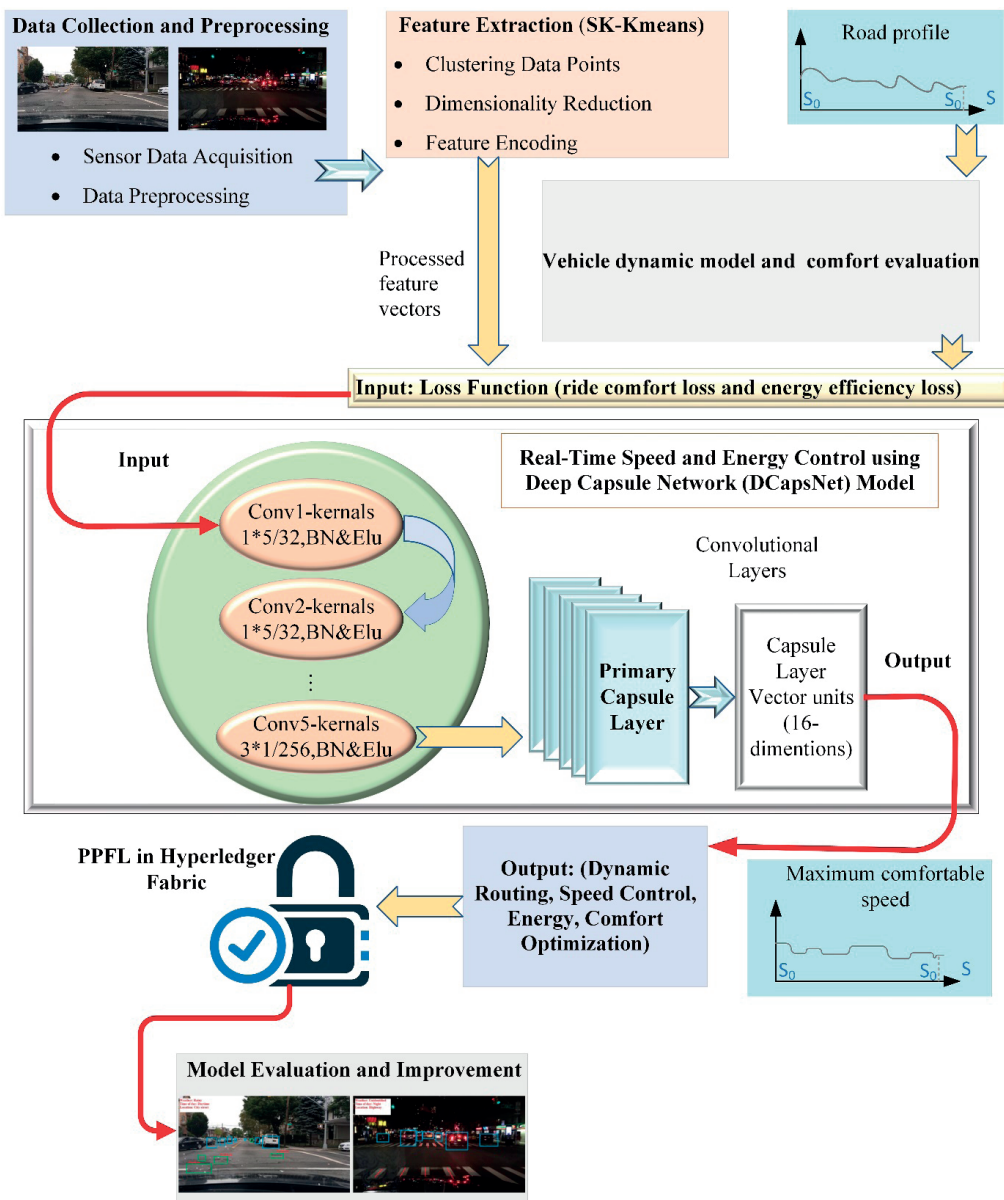 Data Collection and Preprocessing
• Sensor Data Acquisition
• Data Preprocessing
Feature Extraction (SK-Kmeans)
• Clustering Data Points
• Dimensionality Reduction
• Feature Encoding
Road profile
S0
S0
S
Processed
feature
vectors
Vehicle dynamic model and comfort evaluation
Input: Loss Function (ride comfort loss and energy efficiency loss)
Input
Real-Time Speed and Energy Control using
Deep Capsule Network (DCapsNet) Model
Conv1-kernals
1*5/32,BN&Elu
Conv2-kernals
1*5/32,BN&Elu
⋮
Conv5-kernals
3*1/256,BN&Elu
Convolutional
Layers
Primary
Capsule
Layer
Capsule
Layer
Vector units
(16-
dimentions)
Output
PPFL in Hyperledger
Fabric
Output: (Dynamic
Routing, Speed Control,
Energy, Comfort
Optimization)
Maximum comfortable
speed
S0
S0
S
Model Evaluation and Improvement